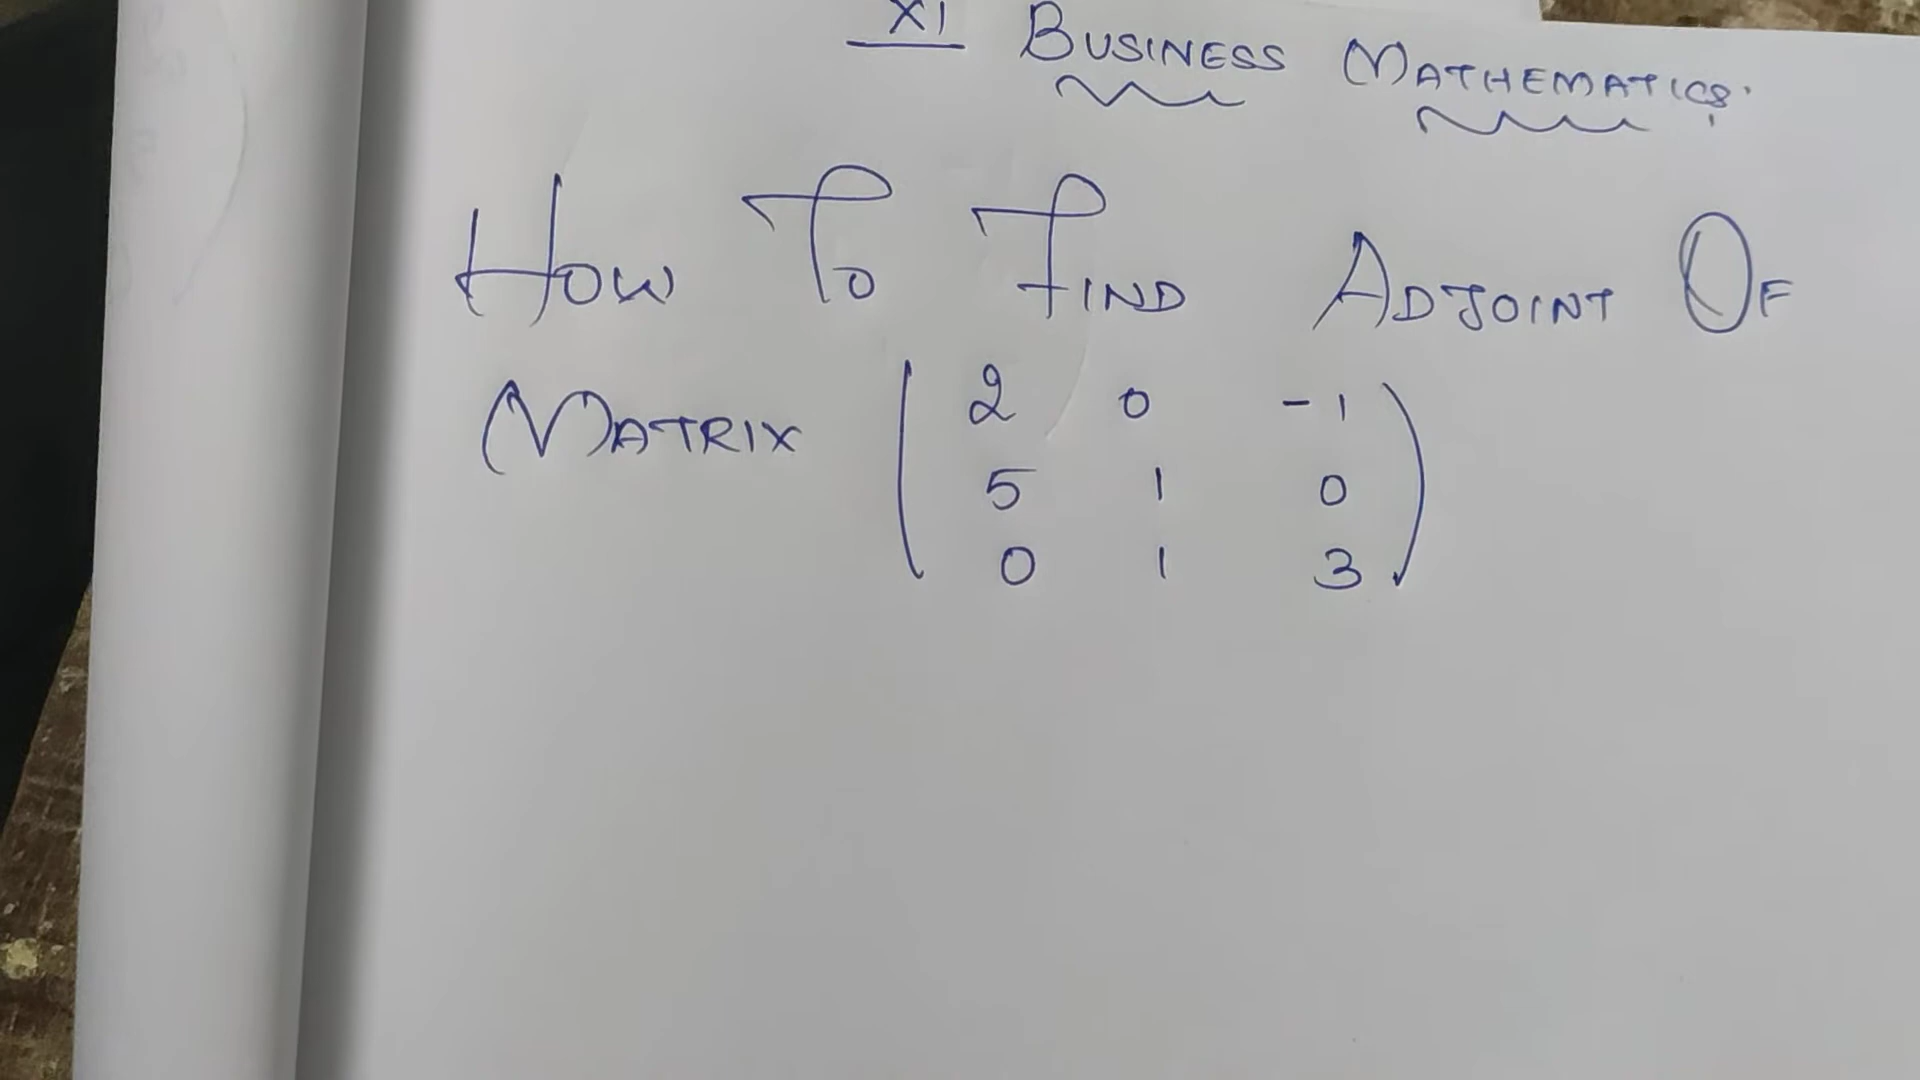 XI BUSINESS MATHEMATICS.
HOW TO FIND ADJOINT OF
MATRIX ( 2 0 -1
5 1 0
0 1 3 )